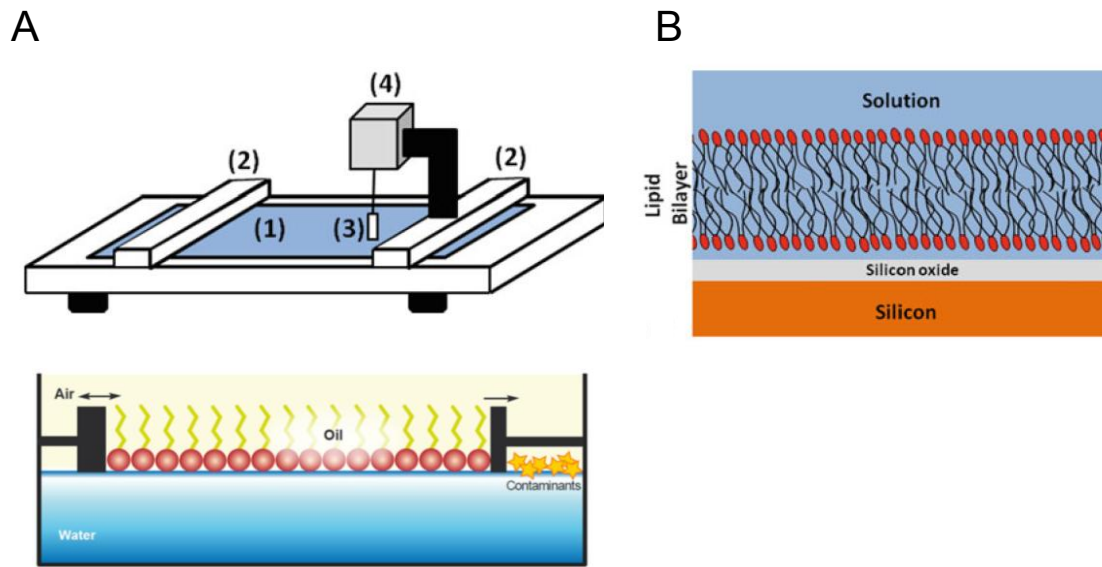 A
B
(4)
(2)
(2)
(1)
(3)
Solution
Lipid
Bilayer
Silicon oxide
Silicon
Air
Oil
Contaminants
Water